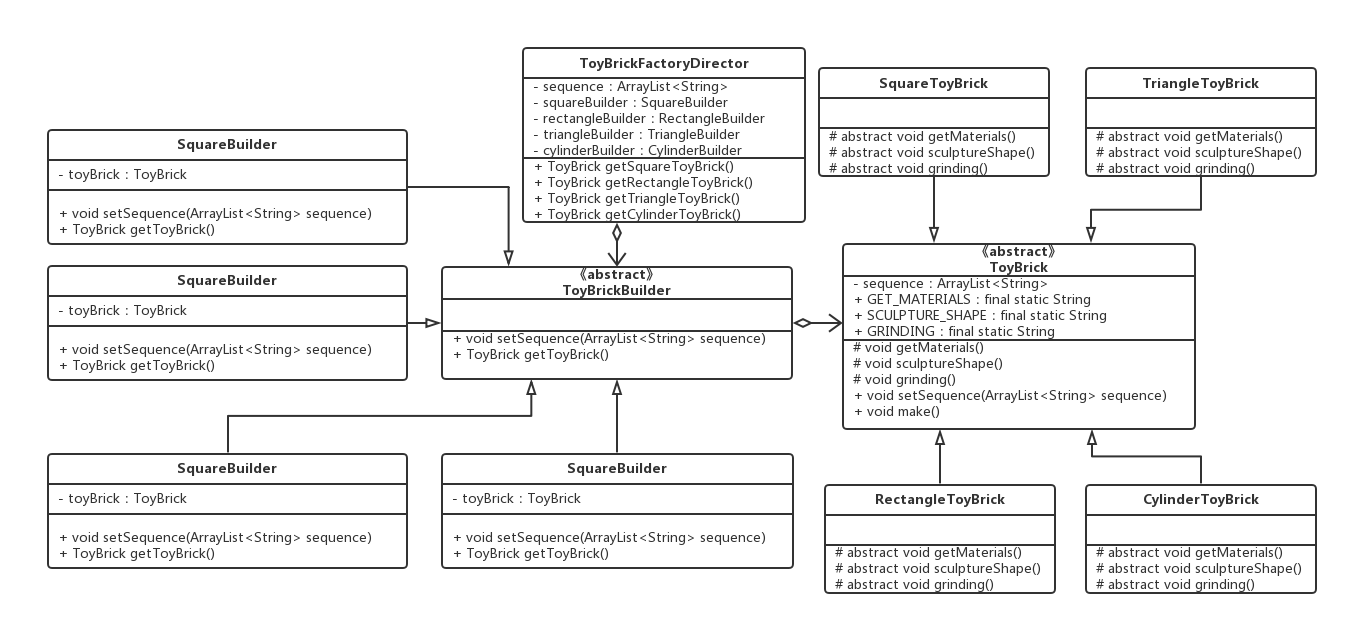 ToyBrickFactoryDirector
- sequence : ArrayList<String>
- squareBuilder : SquareBuilder
- rectangleBuilder : RectangleBuilder
- triangleBuilder : TriangleBuilder
- cylinderBuilder : CylinderBuilder
+ ToyBrick getSquareToyBrick()
+ ToyBrick getRectangleToyBrick()
+ ToyBrick getTriangleToyBrick()
+ ToyBrick getCylinderToyBrick()
SquareToyBrick
# abstract void getMaterials()
# abstract void sculptureShape()
# abstract void grinding()
TriangleToyBrick
# abstract void getMaterials()
# abstract void sculptureShape()
# abstract void grinding()
SquareBuilder
- toyBrick : ToyBrick
+ void setSequence(ArrayList<String> sequence)
+ ToyBrick getToyBrick()
SquareBuilder
- toyBrick : ToyBrick
+ void setSequence(ArrayList<String> sequence)
+ ToyBrick getToyBrick()
《abstract》
ToyBrickBuilder
+ void setSequence(ArrayList<String> sequence)
+ ToyBrick getToyBrick()
《abstract》
ToyBrick
- sequence : ArrayList<String>
+ GET_MATERIALS : final static String
+ SCULPTURE_SHAPE : final static String
+ GRINDING : final static String
# void getMaterials()
# void sculptureShape()
# void grinding()
+ void setSequence(ArrayList<String> sequence)
+ void make()
SquareBuilder
- toyBrick : ToyBrick
+ void setSequence(ArrayList<String> sequence)
+ ToyBrick getToyBrick()
SquareBuilder
- toyBrick : ToyBrick
+ void setSequence(ArrayList<String> sequence)
+ ToyBrick getToyBrick()
RectangleToyBrick
# abstract void getMaterials()
# abstract void sculptureShape()
# abstract void grinding()
CylinderToyBrick
# abstract void getMaterials()
# abstract void sculptureShape()
# abstract void grinding()